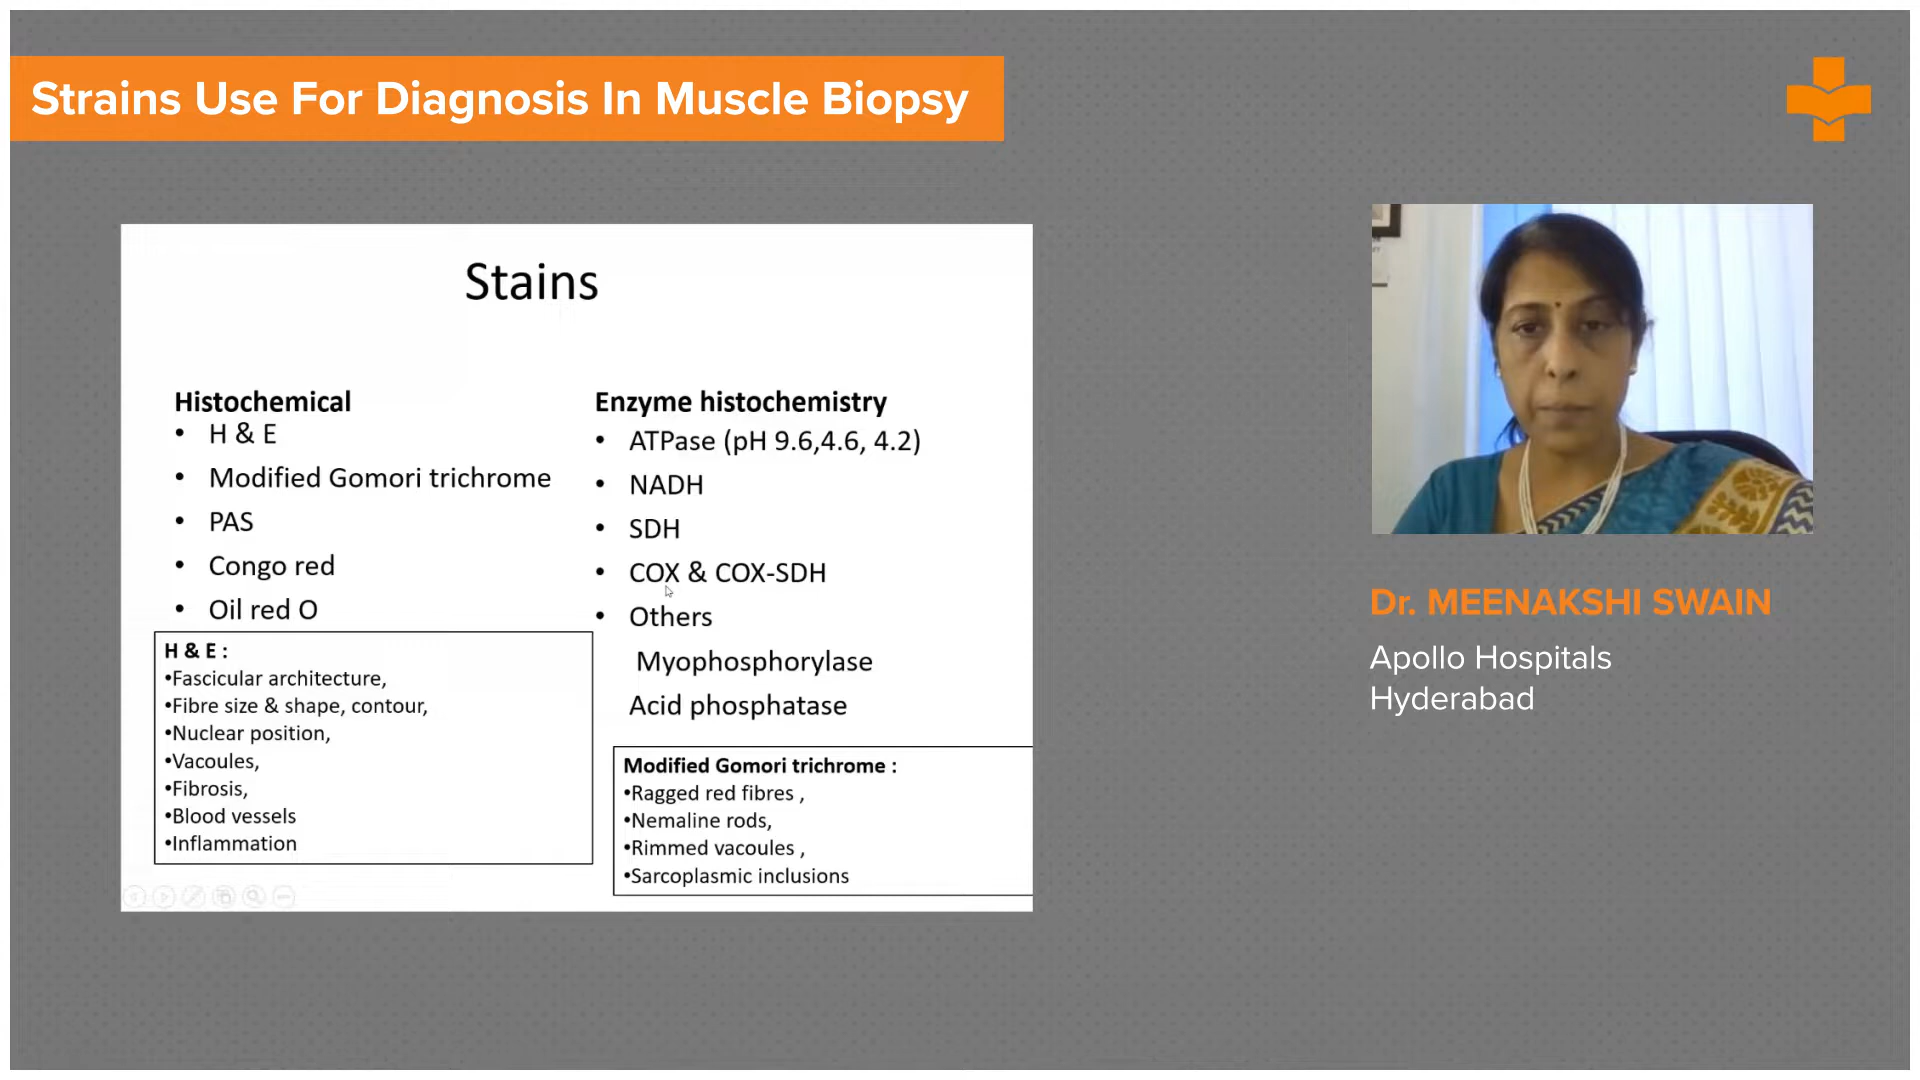 Strains Use For Diagnosis In Muscle Biopsy
Stains
Histochemical
• H & E
• Modified Gomori trichrome
• PAS
• Congo red
• Oil red O
H & E :
•Fascicular architecture,
•Fibre size & shape, contour,
•Nuclear position,
•Vacoules,
•Fibrosis,
•Blood vessels
•Inflammation
Enzyme histochemistry
• ATPase (pH 9.6,4.6, 4.2)
• NADH
• SDH
• COX & COX-SDH
• Others
Myophosphorylase
Acid phosphatase
Modified Gomori trichrome :
•Ragged red fibres ,
•Nemaline rods,
•Rimmed vacoules ,
•Sarcoplasmic inclusions
Dr. MEENAKSHI SWAIN
Apollo Hospitals
Hyderabad